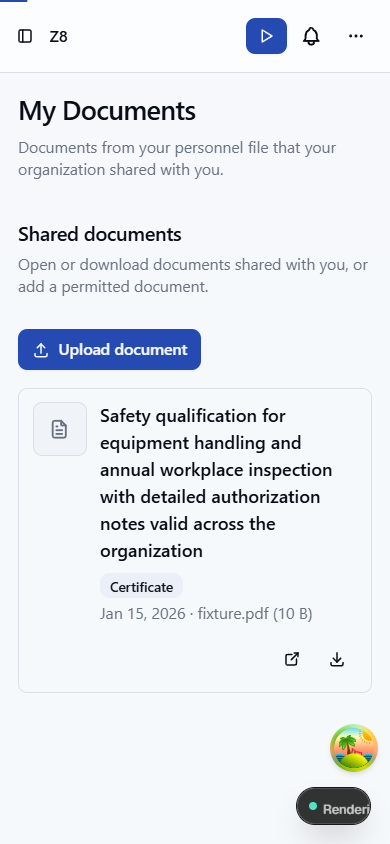 Z8
My Documents
Documents from your personnel file that your
organization shared with you.
Shared documents
Open or download documents shared with you, or
add a permitted document.
Upload document
Safety qualification for
equipment handling and
annual workplace inspection
with detailed authorization
notes valid across the
organization
Certificate
Jan 15, 2026 · fixture.pdf (10 B)
Renderi